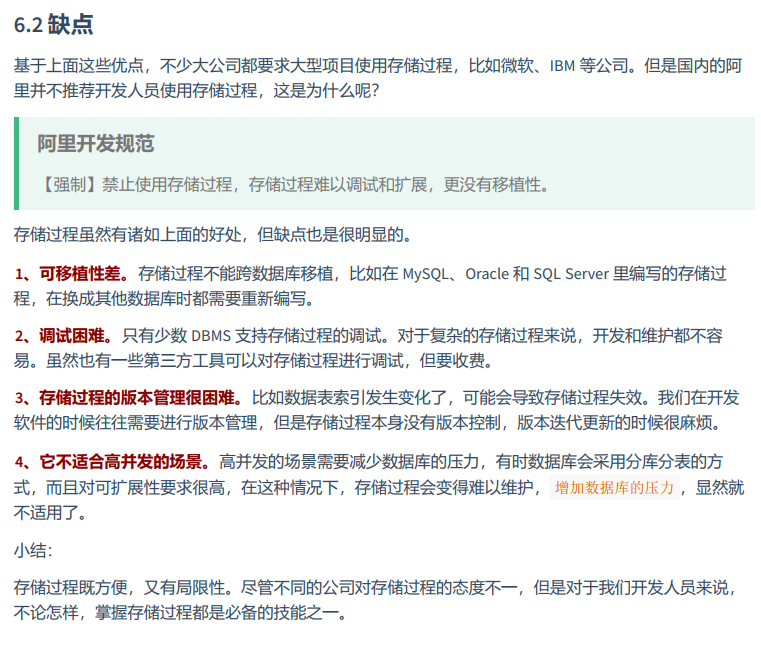 6.2 缺点
基于上面这些优点，不少大公司都要求大型项目使用存储过程，比如微软、IBM 等公司。但是国内的阿
里并不推荐开发人员使用存储过程，这是为什么呢？
阿里开发规范
【强制】禁止使用存储过程，存储过程难以调试和扩展，更没有移植性。
存储过程虽然有诸如上面的好处，但缺点也是很明显的。
1、可移植性差。存储过程不能跨数据库移植，比如在 MySQL、Oracle 和 SQL Server 里编写的存储过
程，在换成其他数据库时都需要重新编写。
2、调试困难。只有少数 DBMS 支持存储过程的调试。对于复杂的存储过程来说，开发和维护都不容
易。虽然也有一些第三方工具可以对存储过程进行调试，但要收费。
3、存储过程的版本管理很困难。比如数据表索引发生变化了，可能会导致存储过程失效。我们在开发
软件的时候往往需要进行版本管理，但是存储过程本身没有版本控制，版本迭代更新的时候很麻烦。
4、它不适合高并发的场景。高并发的场景需要减少数据库的压力，有时数据库会采用分库分表的方
式，而且对可扩展性要求很高，在这种情况下，存储过程会变得难以维护，增加数据库的压力，显然就
不适用了。
小结：
存储过程既方便，又有局限性。尽管不同的公司对存储过程的态度不一，但是对于我们开发人员来说，
不论怎样，掌握存储过程都是必备的技能之一。